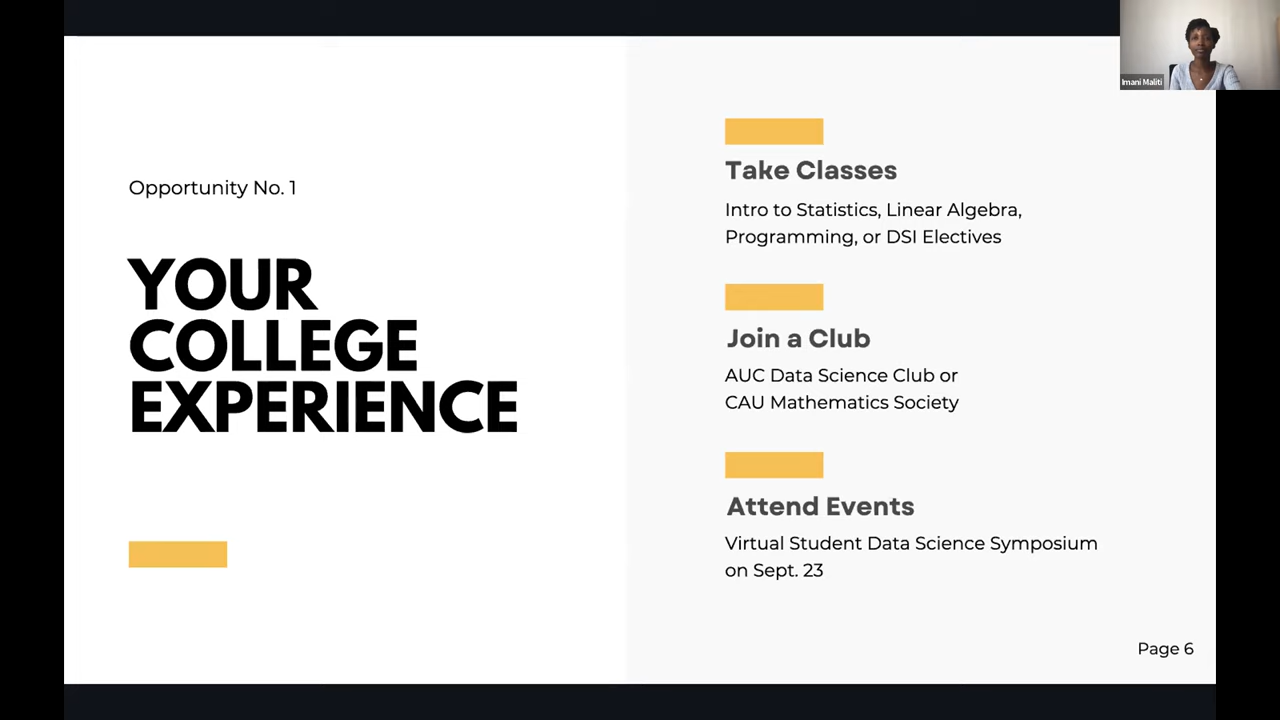 Imani Maliti
Opportunity No. 1
YOUR
COLLEGE
EXPERIENCE
Take Classes
Intro to Statistics, Linear Algebra,
Programming, or DSI Electives
Join a Club
AUC Data Science Club or
CAU Mathematics Society
Attend Events
Virtual Student Data Science Symposium
on Sept. 23
Page 6